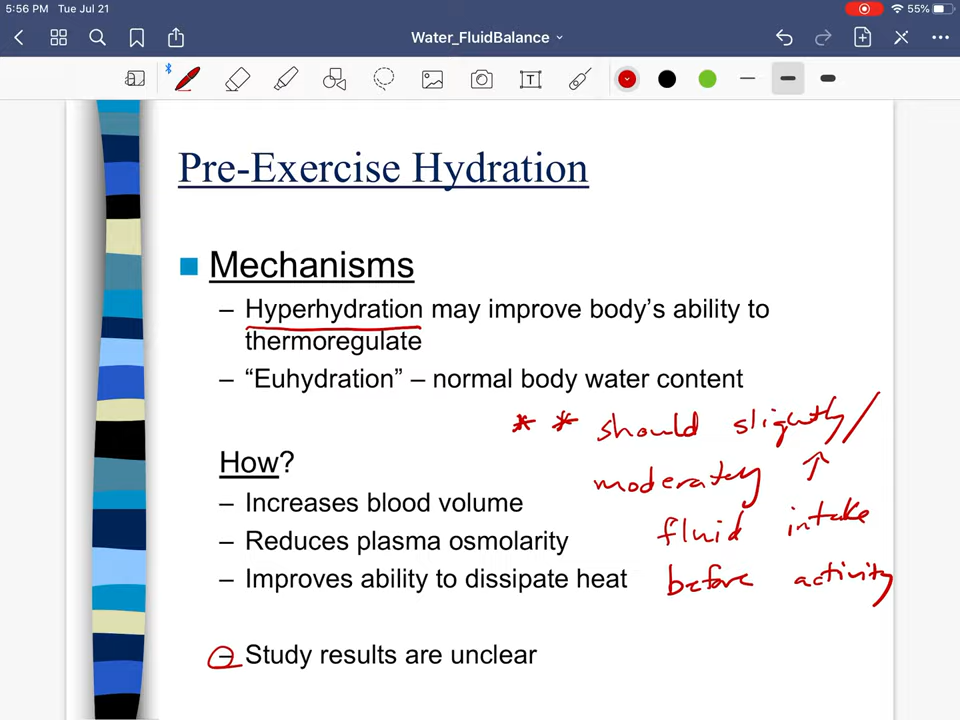 5:56 PM Tue Jul 21
55%
Water_FluidBalance
T
Pre-Exercise Hydration
Mechanisms
– Hyperhydration may improve body’s ability to
thermoregulate
– “Euhydration” – normal body water content
* * should slightly/
moderately ↑
fluid intake
before activity
How?
– Increases blood volume
– Reduces plasma osmolarity
– Improves ability to dissipate heat
– Study results are unclear